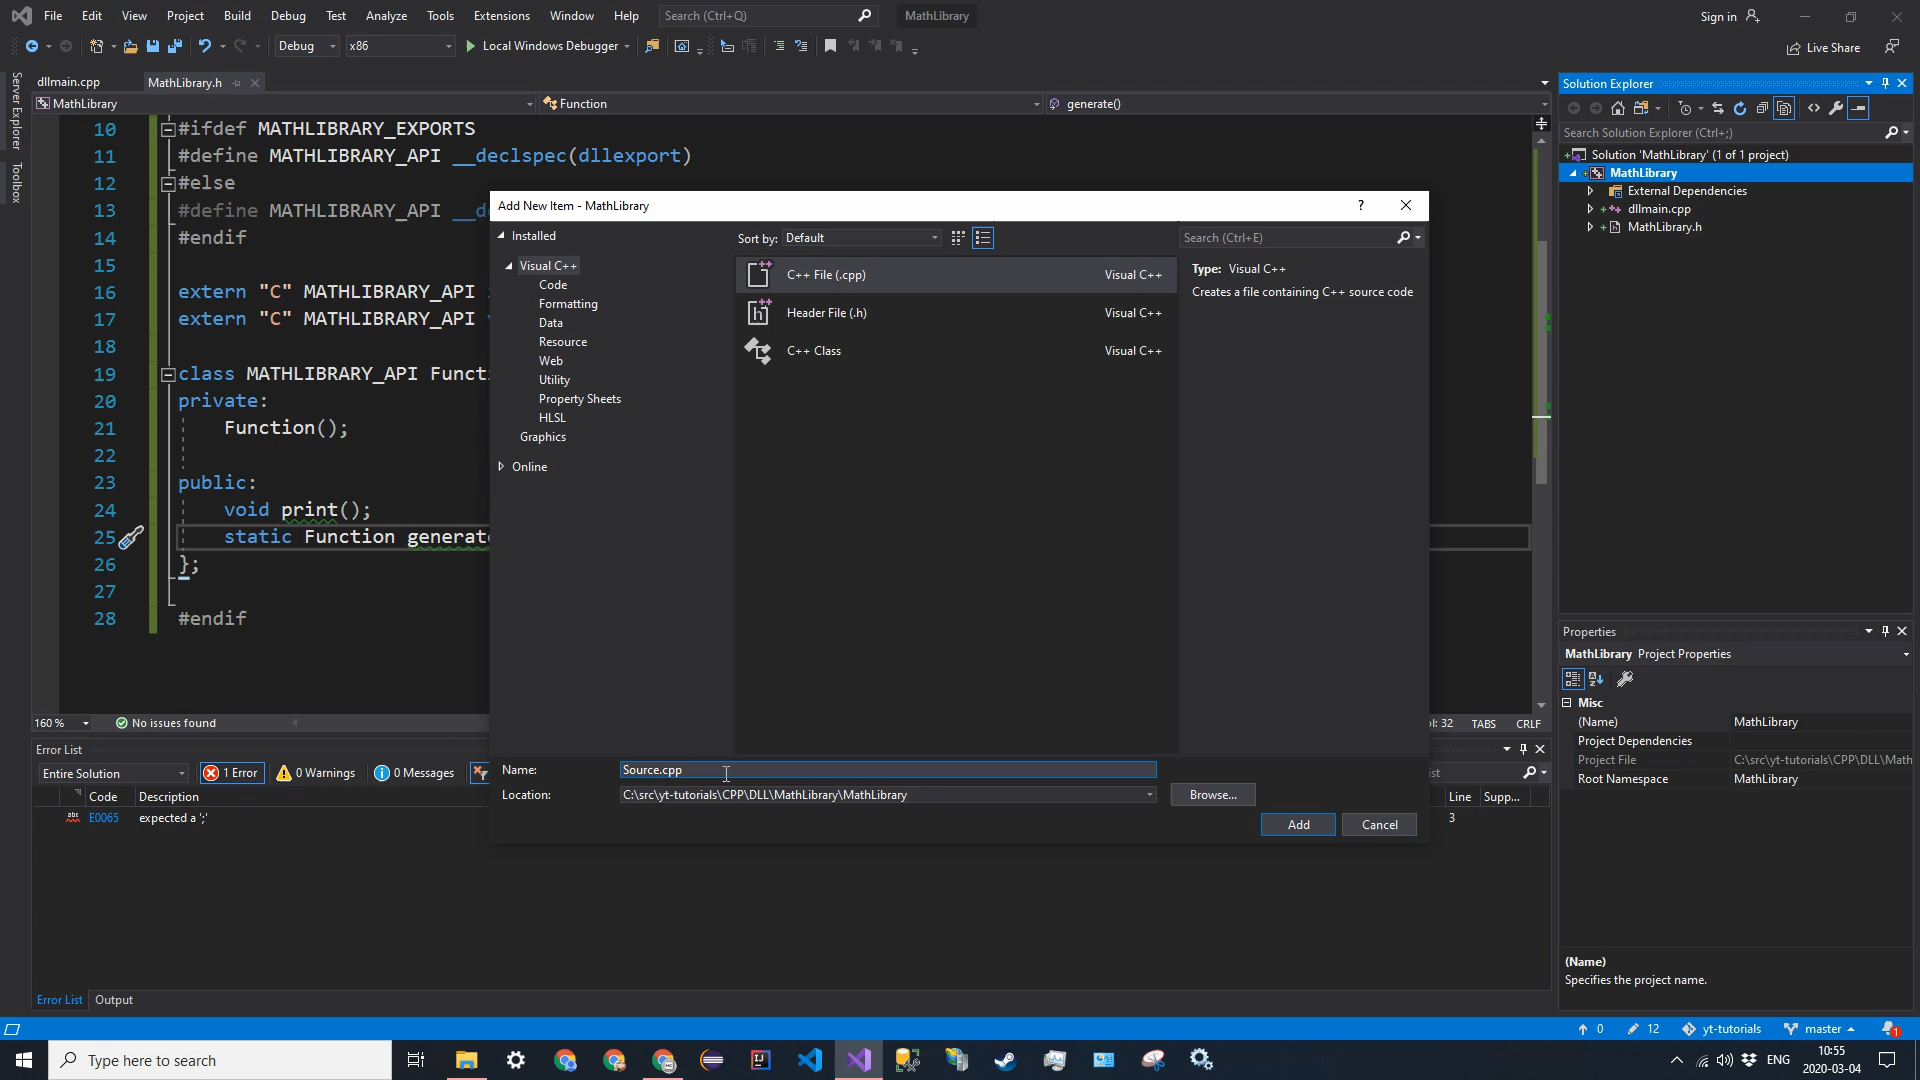 File Edit View Project Build Debug Test Analyze Tools Extensions Window Help Search (Ctrl+Q) MathLibrary Sign in
Debug x86 Local Windows Debugger Live Share
Server Explorer
Toolbox
dllmain.cpp MathLibrary.h
MathLibrary Function generate()
10 #ifdef MATHLIBRARY_EXPORTS
11 #define MATHLIBRARY_API __declspec(dllexport)
12 #else
13 #define MATHLIBRARY_API
14 #endif
15
16 extern "C" MATHLIBRARY_API
17 extern "C" MATHLIBRARY_API
18
19 class MATHLIBRARY_API Functi
20 private:
21 Function();
22
23 public:
24 void print();
25 static Function generate
26 };
27
28 #endif
160 % No issues found
: 32 TABS CRLF
Add New Item - MathLibrary ?
Installed
Visual C++
Code
Formatting
Data
Resource
Web
Utility
Property Sheets
HLSL
Graphics
Online
Sort by: Default
Search (Ctrl+E)
C++ File (.cpp) Visual C++
Header File (.h) Visual C++
C++ Class Visual C++
Type: Visual C++
Creates a file containing C++ source code
Name: Source.cpp
Location: C:\src\yt-tutorials\CPP\DLL\MathLibrary\MathLibrary
Browse...
Add Cancel
Error List
Entire Solution 1 Error 0 Warnings 0 Messages
Code Description Line Supp...
abc E0065 expected a ';' 3
Error List Output
Solution Explorer
Search Solution Explorer (Ctrl+;)
Solution 'MathLibrary' (1 of 1 project)
MathLibrary
External Dependencies
dllmain.cpp
MathLibrary.h
Properties
MathLibrary Project Properties
Misc
(Name) MathLibrary
Project Dependencies
Project File C:\src\yt-tutorials\CPP\DLL\Math
Root Namespace MathLibrary
(Name)
Specifies the project name.
0 12 yt-tutorials master 1
Type here to search
ENG 10:55
2020-03-04